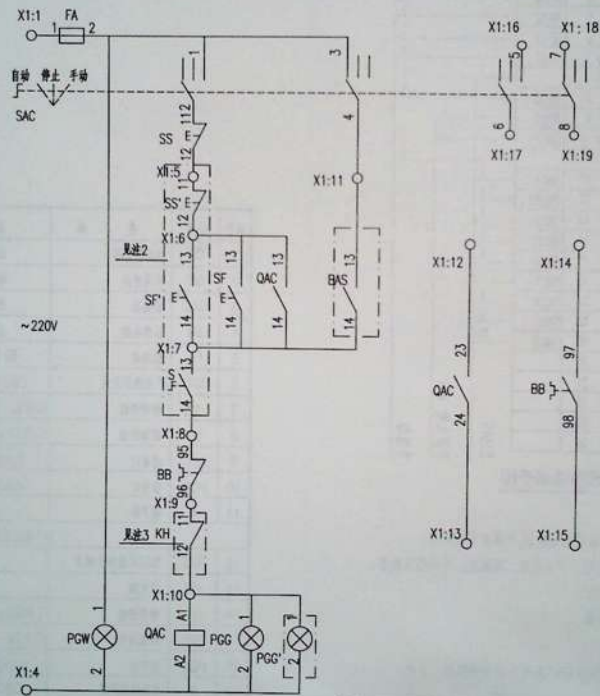 X1:1
1
FA
2
自动 停止 手动
SAC
1
3
112
4
X1:16
5
6
X1:17
X1:18
7
8
X1:19
SS E
12
X1:5
11
SS' E
12
X1:6
见注2
X1:11
13
SF' E
14
13
SF
E
14
13
QAC
14
13
BAS
14
X1:7
~220V
13
S
14
X1:8
95
BB
96
X1:9
见注3
11
KH
12
X1:10
X1:12
23
QAC
24
X1:13
X1:14
97
BB
98
X1:15
1
PGW
2
A1
QAC
A2
1
PGG
2
1
PGG'
2
X1:4